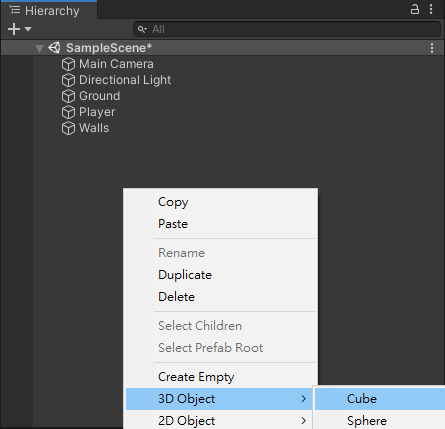 Hierarchy
All
SampleScene*
Main Camera
Directional Light
Ground
Player
Walls
Copy
Paste
Rename
Duplicate
Delete
Select Children
Select Prefab Root
Create Empty
3D Object > Cube
2D Object > Sphere